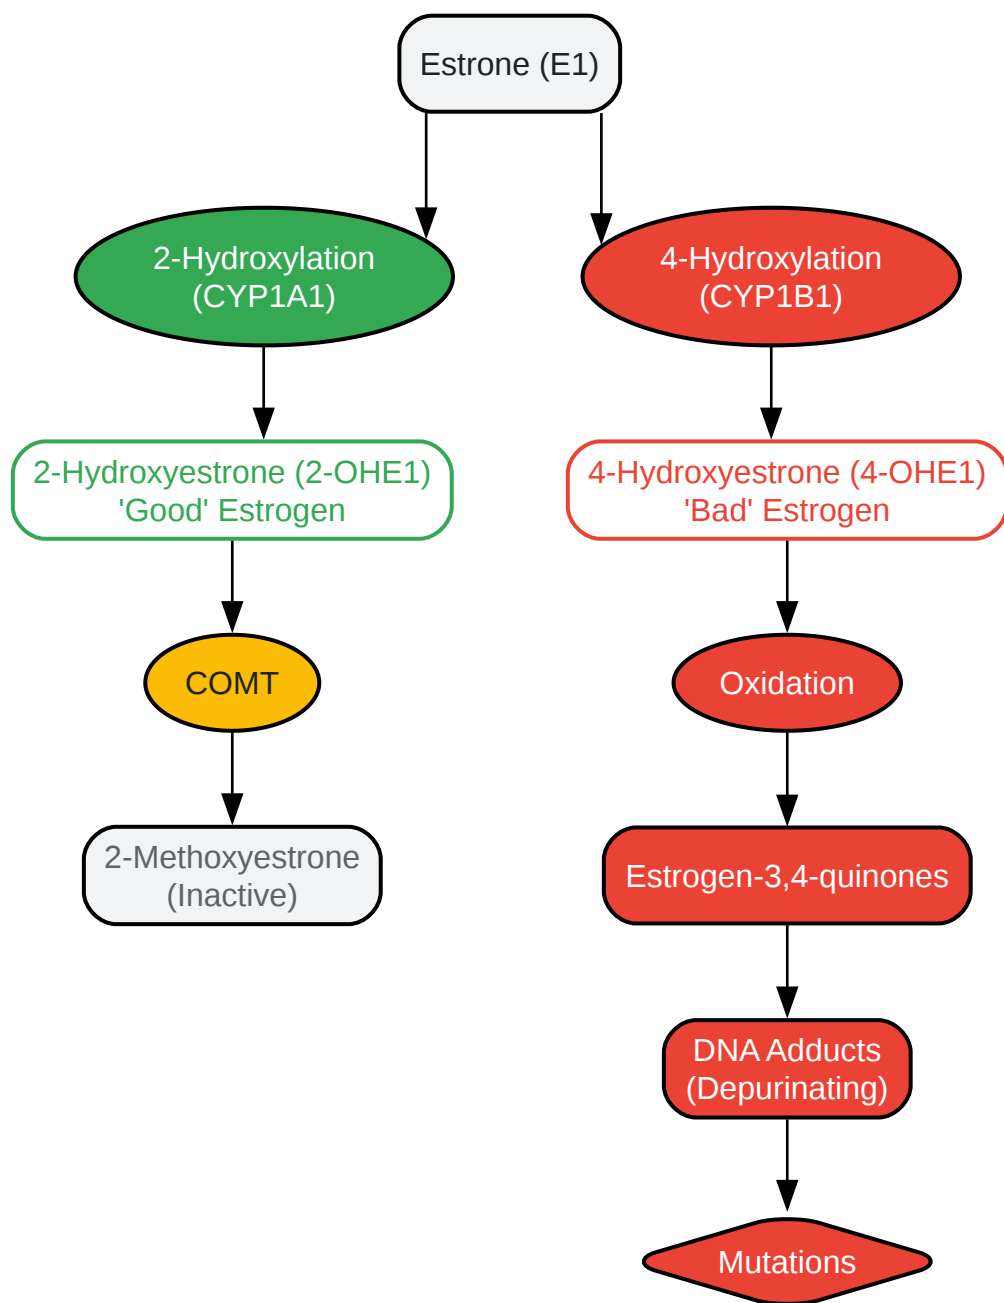 Estrone (E1)
2-Hydroxylation
(CYP1A1)
4-Hydroxylation
(CYP1B1)
2-Hydroxyestrone (2-OHE1)
'Good' Estrogen
4-Hydroxyestrone (4-OHE1)
'Bad' Estrogen
COMT
Oxidation
2-Methoxyestrone
(Inactive)
Estrogen-3,4-quinones
DNA Adducts
(Depurinating)
Mutations